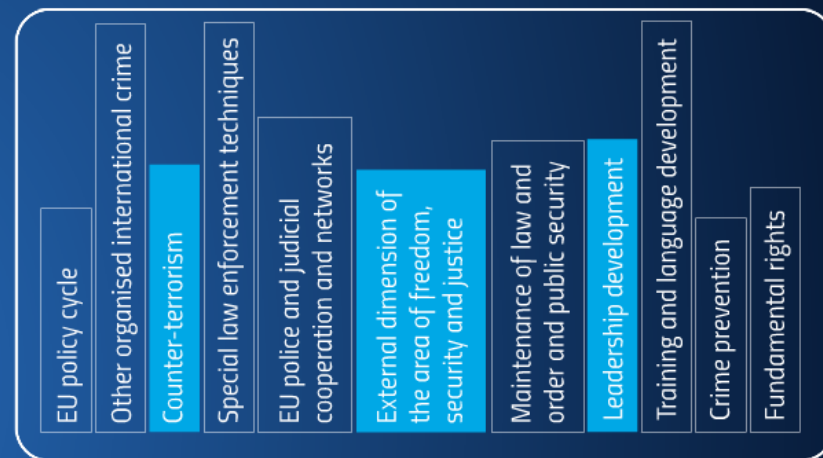 EU policy cycle
Other organised international crime
Counter-terrorism
Special law enforcement techniques
EU police and judicial
cooperation and networks
External dimension of
the area of freedom,
security and justice
Maintenance of law and
order and public security
Leadership development
Training and language development
Crime prevention
Fundamental rights